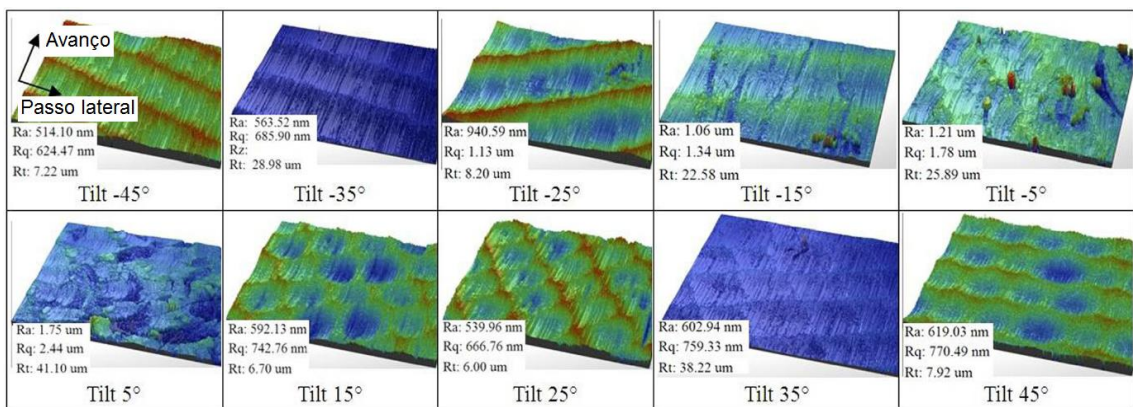 Avanço
Passo lateral
Ra: 514.10 nm
Rq: 624.47 nm
Rt: 7.22 um
Tilt -45°
Ra: 563.52 nm
Rq: 685.90 nm
Rz:
Rt: 28.98 um
Tilt -35°
Ra: 940.59 nm
Rq: 1.13 um
Rt: 8.20 um
Tilt -25°
Ra: 1.06 um
Rq: 1.34 um
Rt: 22.58 um
Tilt -15°
Ra: 1.21 um
Rq: 1.78 um
Rt: 25.89 um
Tilt -5°
Ra: 1.75 um
Rq: 2.44 um
Rt: 41.10 um
Tilt 5°
Ra: 592.13 nm
Rq: 742.76 nm
Rt: 6.70 um
Tilt 15°
Ra: 539.96 nm
Rq: 666.76 nm
Rt: 6.00 um
Tilt 25°
Ra: 602.94 nm
Rq: 759.33 nm
Rt: 38.22 um
Tilt 35°
Ra: 619.03 nm
Rq: 770.49 nm
Rt: 7.92 um
Tilt 45°